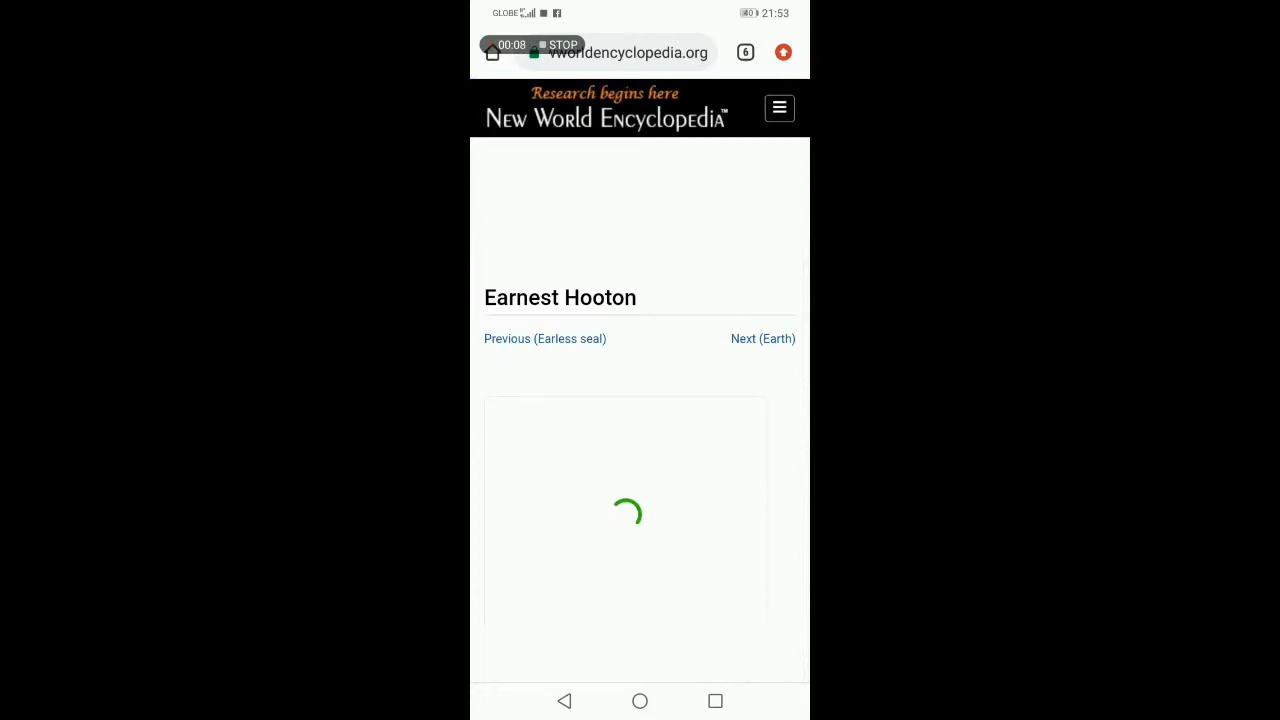 GLOBE 40 21:53
00:08 STOP worldencyclopedia.org 6
Research begins here
New World Encyclopedia™
Earnest Hooton
Previous (Earless seal) Next (Earth)